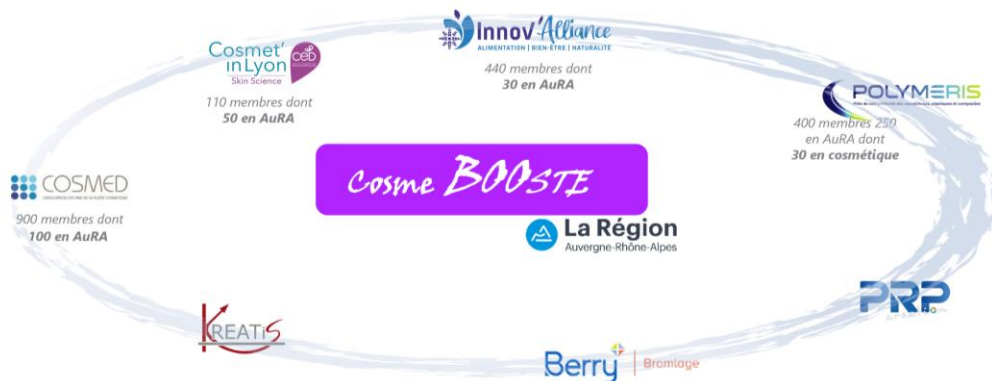 Innov'Alliance
ALIMENTATION | BIEN-ÊTRE | NATURALITÉ
440 membres dont
30 en AuRA
Cosmet'
in Lyon
Skin Science
ced
110 membres dont
50 en AuRA
POLYMERIS
400 membres 250
en AuRA dont
30 en cosmétique
COSMED
900 membres dont
100 en AuRA
Cosme BOOSTE
La Région
Auvergne-Rhône-Alpes
KREATiS
PRP
Berry | Bramlage